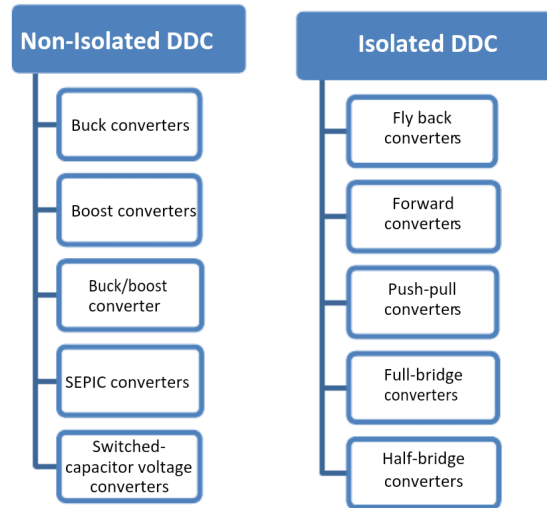 Non-Isolated DDC
Buck converters
Boost converters
Buck/boost
converter
SEPIC converters
Switched-
capacitor voltage
converters
Isolated DDC
Fly back
converters
Forward
converters
Push-pull
converters
Full-bridge
converters
Half-bridge
converters